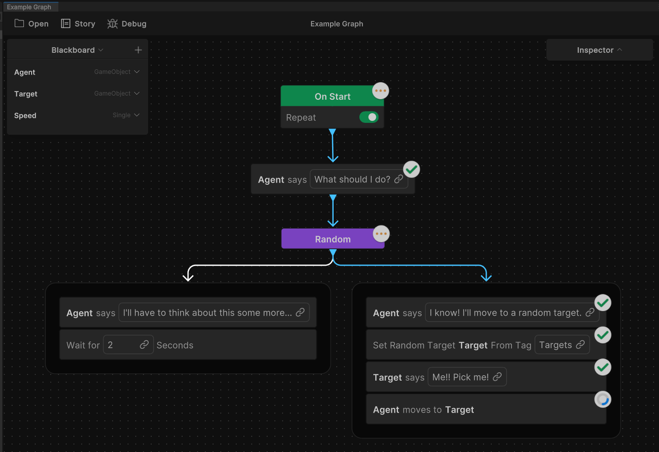 Example Graph
Open Story Debug
Example Graph
Blackboard
Agent GameObject
Target GameObject
Speed Single
Inspector
On Start
Repeat
Agent says What should I do?
Random
Agent says I'll have to think about this some more...
Wait for 2 Seconds
Agent says I know! I'll move to a random target.
Set Random Target Target From Tag Targets
Target says Me!! Pick me!
Agent moves to Target